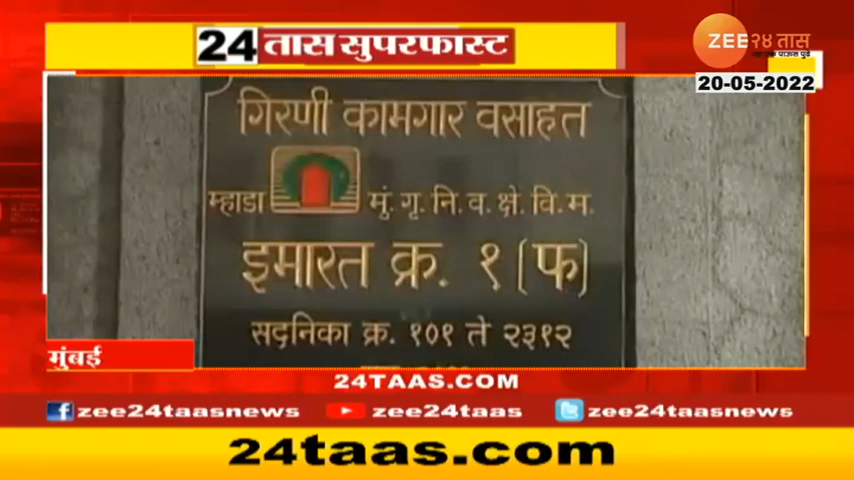 24 तास सुपरफास्ट
ZEE २४ तास
20-05-2022
गिरणी कामगार वसाहत
म्हाडा मुं. गृ. नि. व. क्षे. वि. म.
इमारत क्र. १ (फ)
सदनिका क्र. १०१ ते २३१२
मुंबई
24TAAS.COM
zee24taasnews zee24taas zee24taasnews
24taas.com